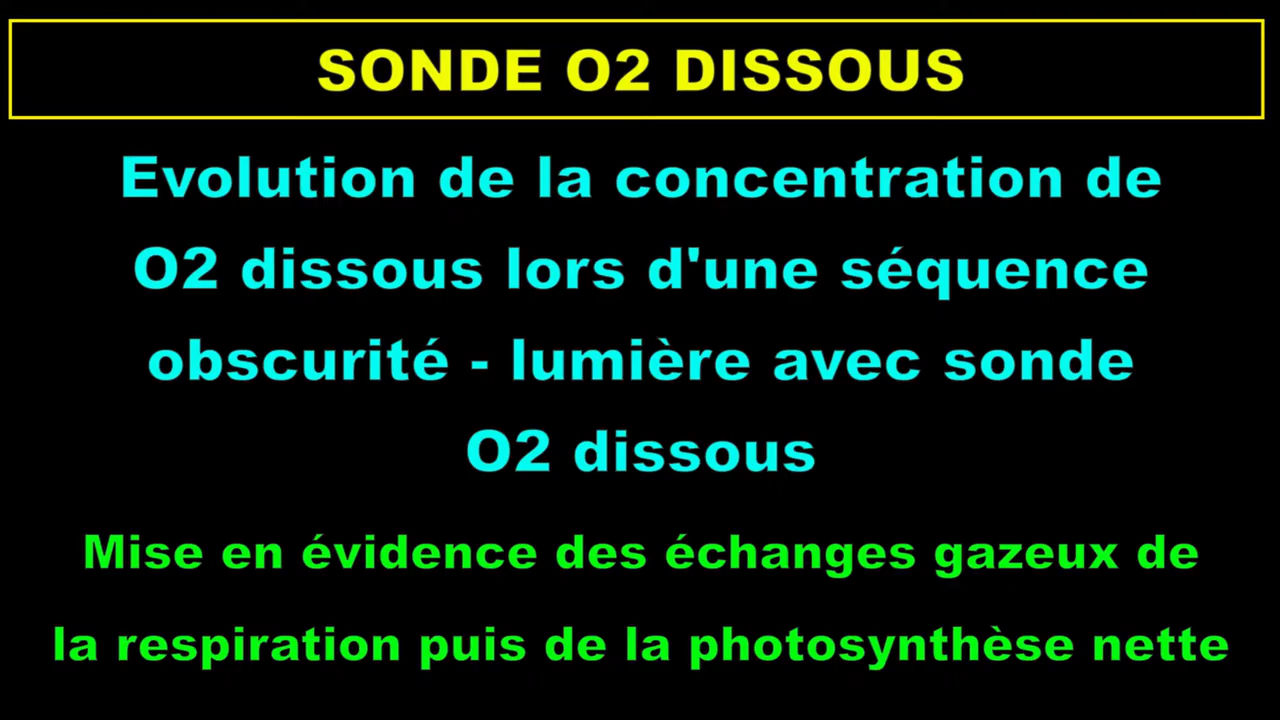 SONDE O2 DISSOUS
Evolution de la concentration de
O2 dissous lors d'une séquence
obscurité - lumière avec sonde
O2 dissous
Mise en évidence des échanges gazeux de
la respiration puis de la photosynthèse nette